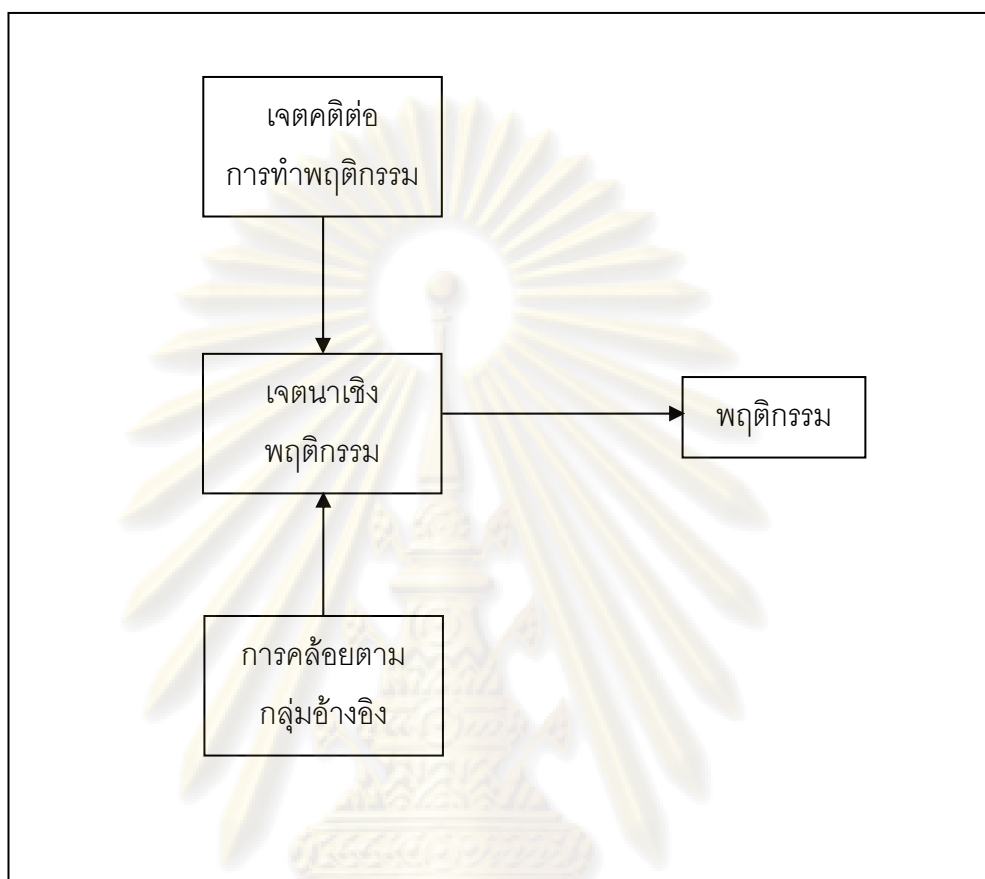 เจตคติต่อ
การทำพฤติกรรม
เจตนาเชิง
พฤติกรรม
พฤติกรรม
การคล้อยตาม
กลุ่มอ้างอิง